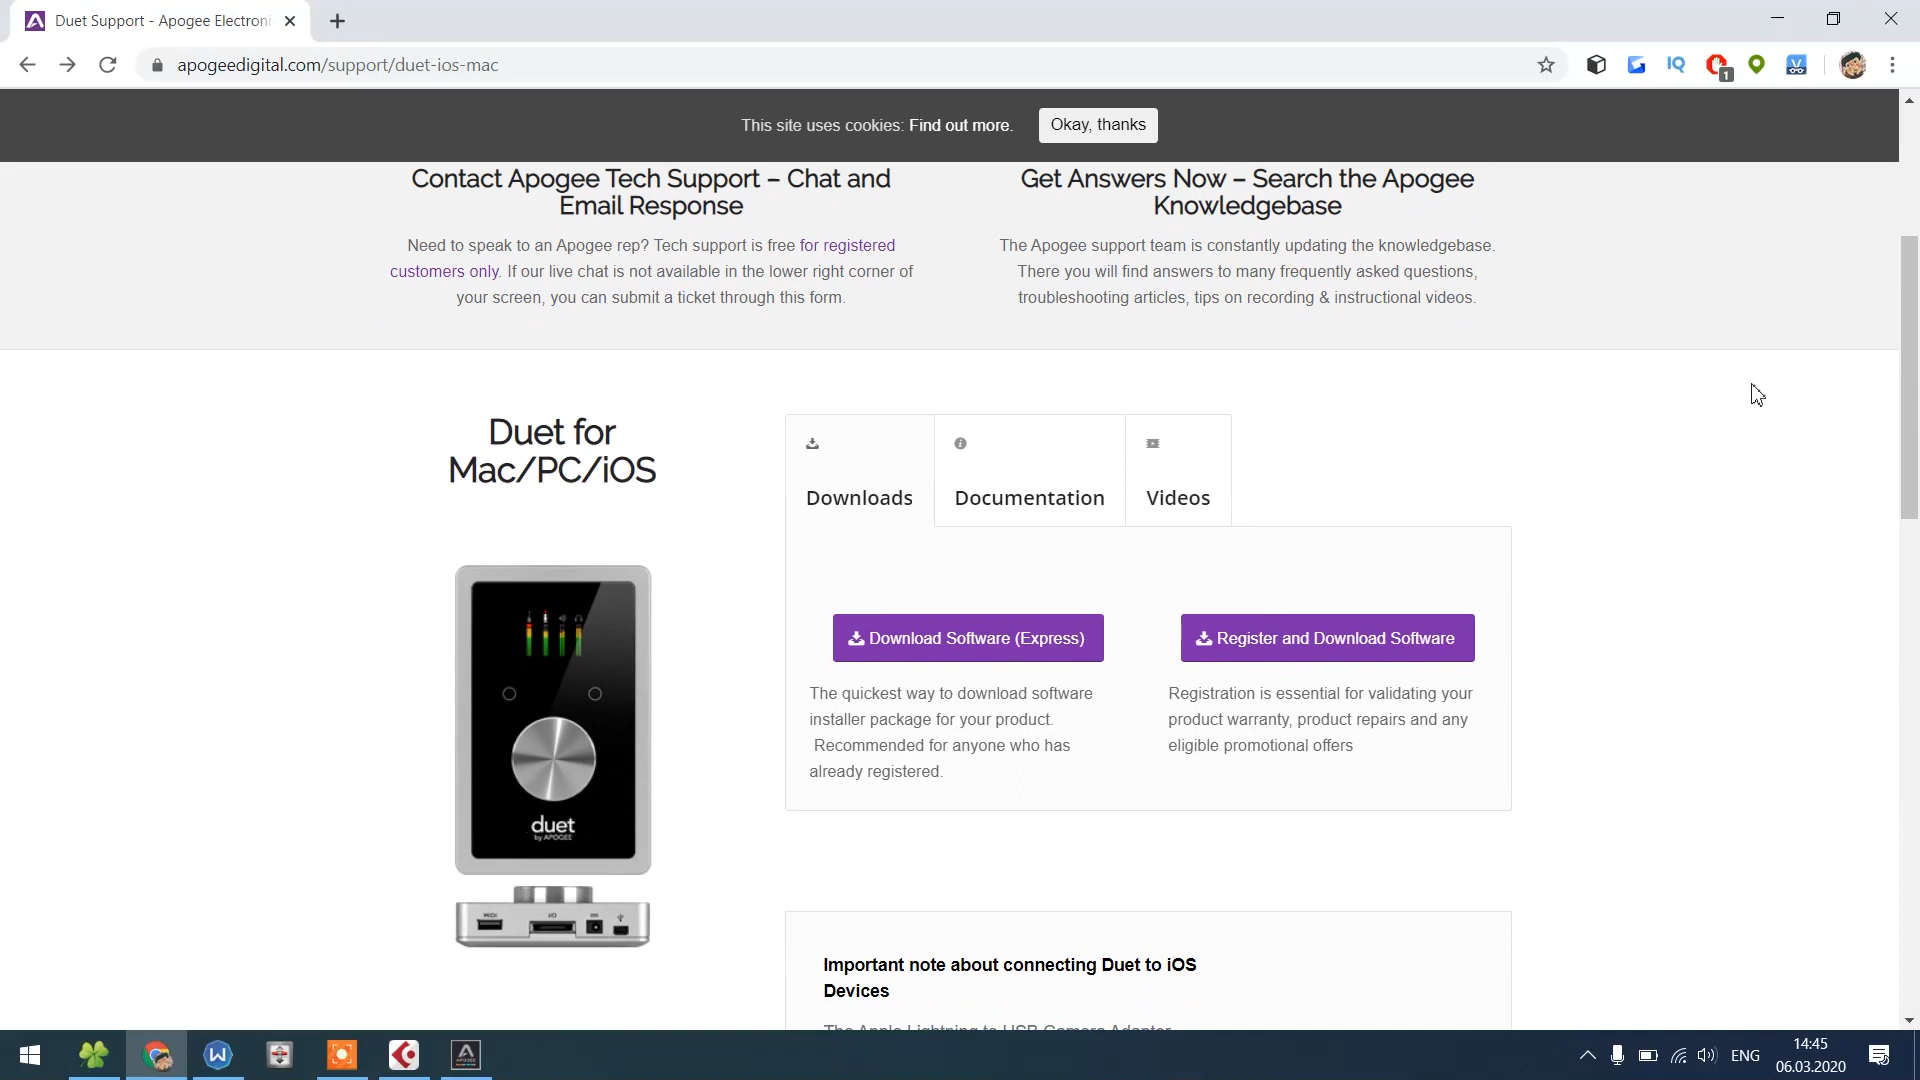 Duet Support - Apogee Electroni
apogeedigital.com/support/duet-ios-mac
IQ
1
This site uses cookies: Find out more.
Okay, thanks
Contact Apogee Tech Support – Chat and
Email Response
Need to speak to an Apogee rep? Tech support is free for registered
customers only. If our live chat is not available in the lower right corner of
your screen, you can submit a ticket through this form.
Get Answers Now – Search the Apogee
Knowledgebase
The Apogee support team is constantly updating the knowledgebase.
There you will find answers to many frequently asked questions,
troubleshooting articles, tips on recording & instructional videos.
Duet for
Mac/PC/iOS
duet
by APOGEE
MIDI
I/O
Downloads
Documentation
Videos
Download Software (Express)
The quickest way to download software
installer package for your product.
Recommended for anyone who has
already registered.
Register and Download Software
Registration is essential for validating your
product warranty, product repairs and any
eligible promotional offers
Important note about connecting Duet to iOS
Devices
The Apple Lightning to USB Camera Adapter
ENG
14:45
06.03.2020